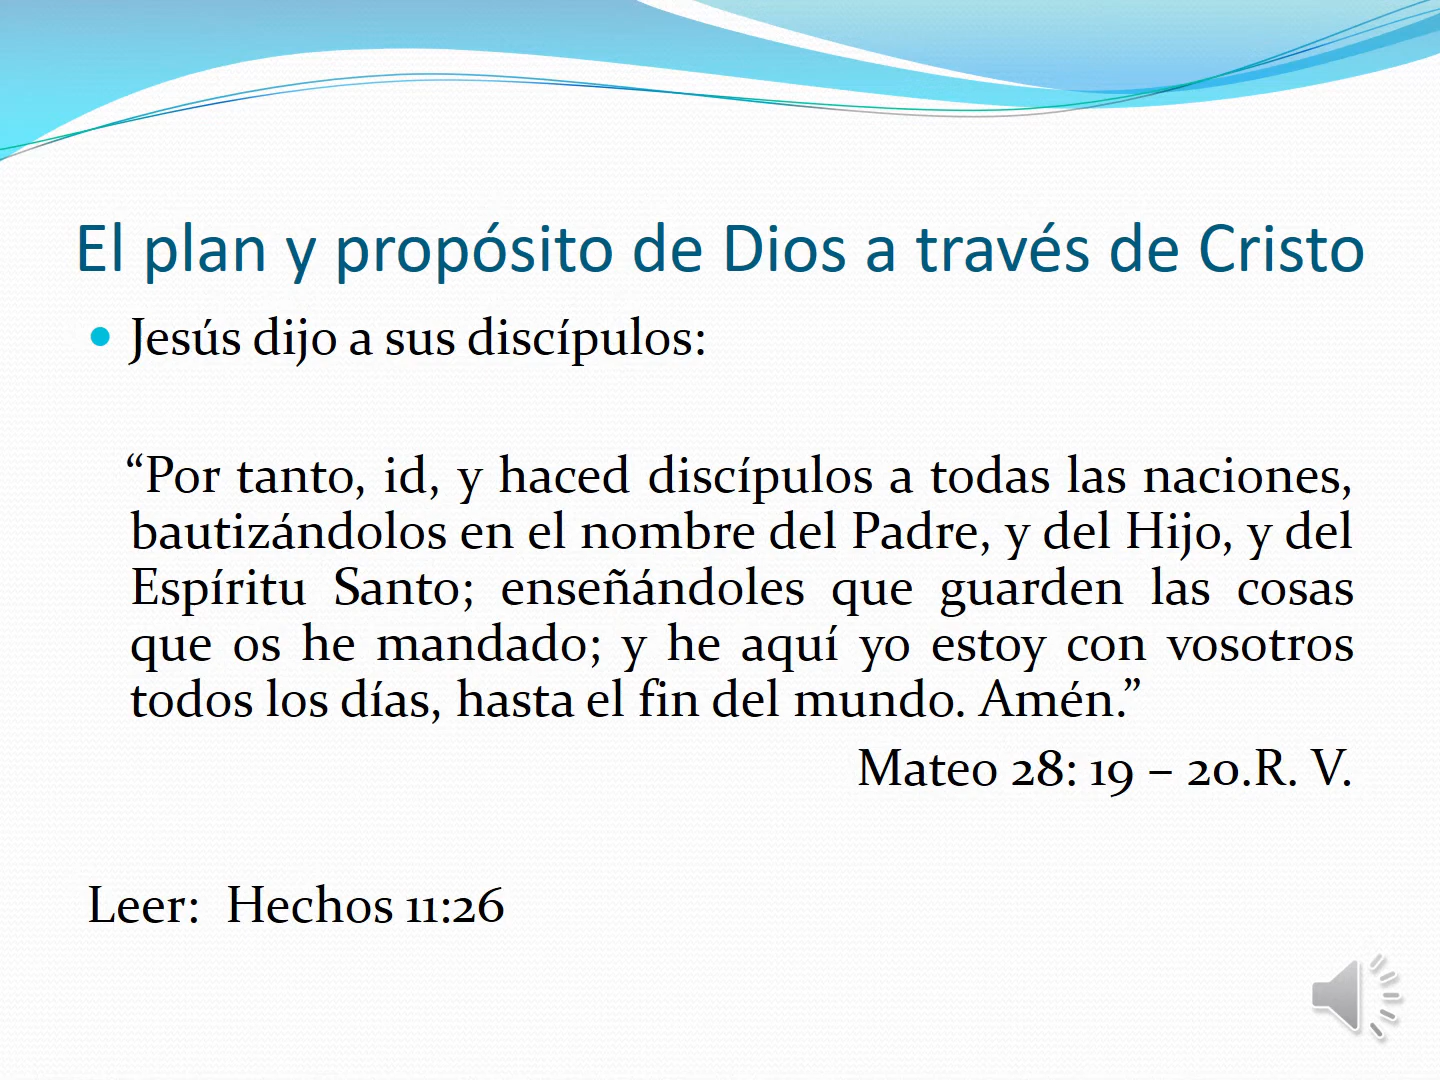 El plan y propósito de Dios a través de Cristo
• Jesús dijo a sus discípulos:
“Por tanto, id, y haced discípulos a todas las naciones,
bautizándolos en el nombre del Padre, y del Hijo, y del
Espíritu Santo; enseñándoles que guarden las cosas
que os he mandado; y he aquí yo estoy con vosotros
todos los días, hasta el fin del mundo. Amén.”
Mateo 28: 19 – 20.R. V.
Leer:  Hechos 11:26